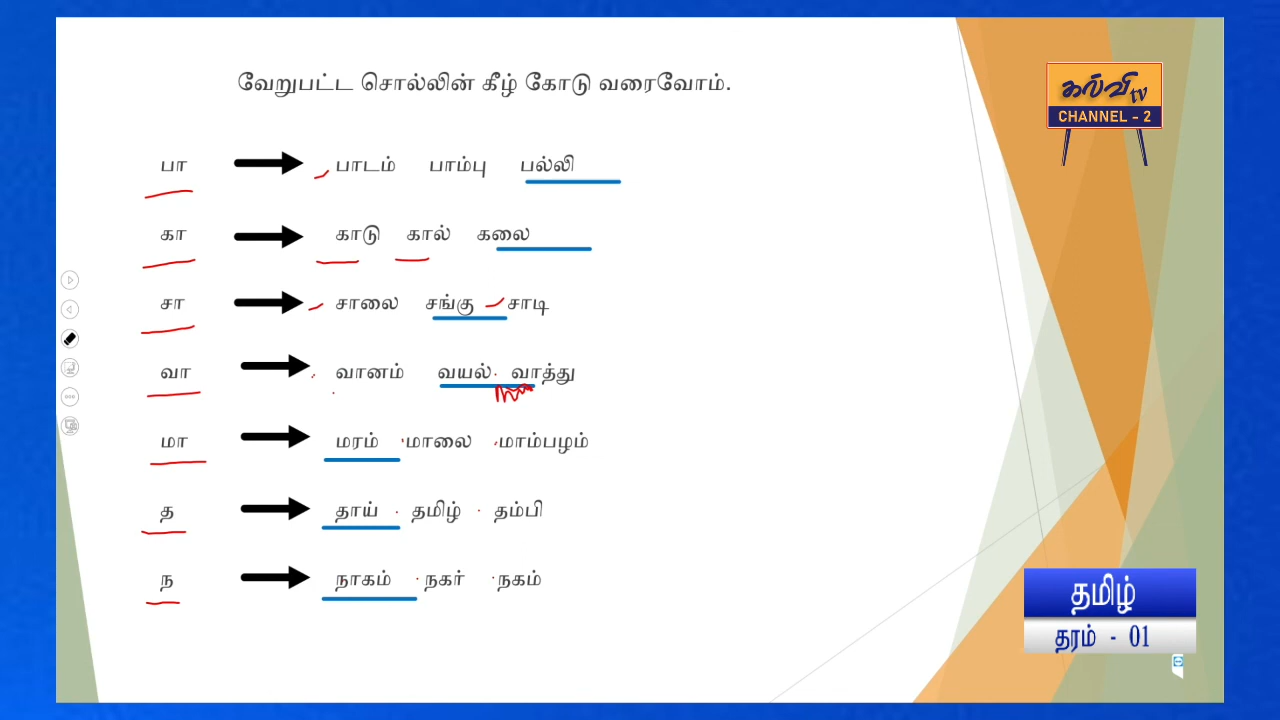 வேறுபட்ட சொல்லின் கீழ் கோடு வரைவோம்.
கல்வி tv
CHANNEL - 2
பா பாடம் பாம்பு பல்லி
கா காடு கால் கலை
சா சாலை சங்கு சாடி
வா வானம் வயல் வாத்து
மா மரம் மாலை மாம்பழம்
த தாய் தமிழ் தம்பி
ந நாகம் நகர் நகம்
தமிழ்
தரம் - 01